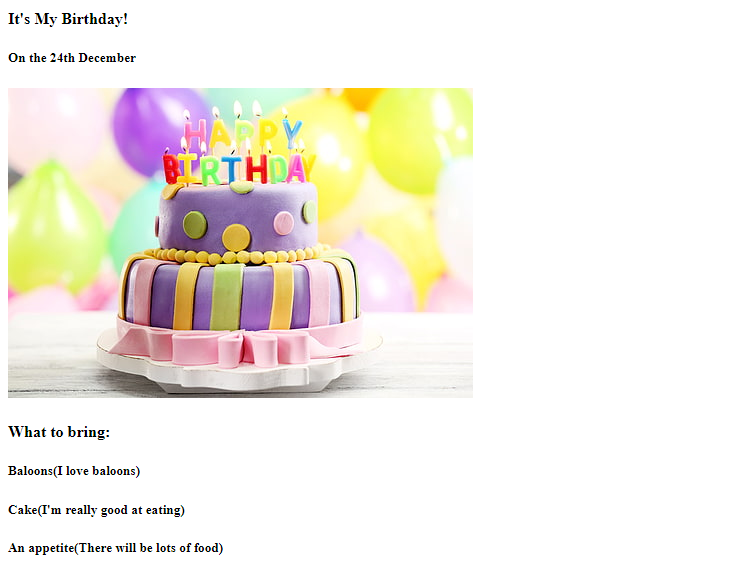 It's My Birthday!
On the 24th December
HAPPY
BIRTHDAY
What to bring:
Baloons(I love baloons)
Cake(I'm really good at eating)
An appetite(There will be lots of food)